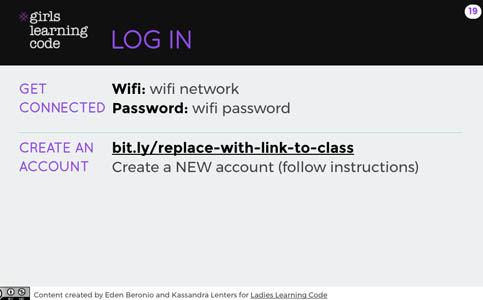 girls
learning
code
LOG IN
19
GET
CONNECTED
Wifi: wifi network
Password: wifi password
CREATE AN
ACCOUNT
bit.ly/replace-with-link-to-class
Create a NEW account (follow instructions)
Content created by Eden Beronio and Kassandra Lenters for Ladies Learning Code